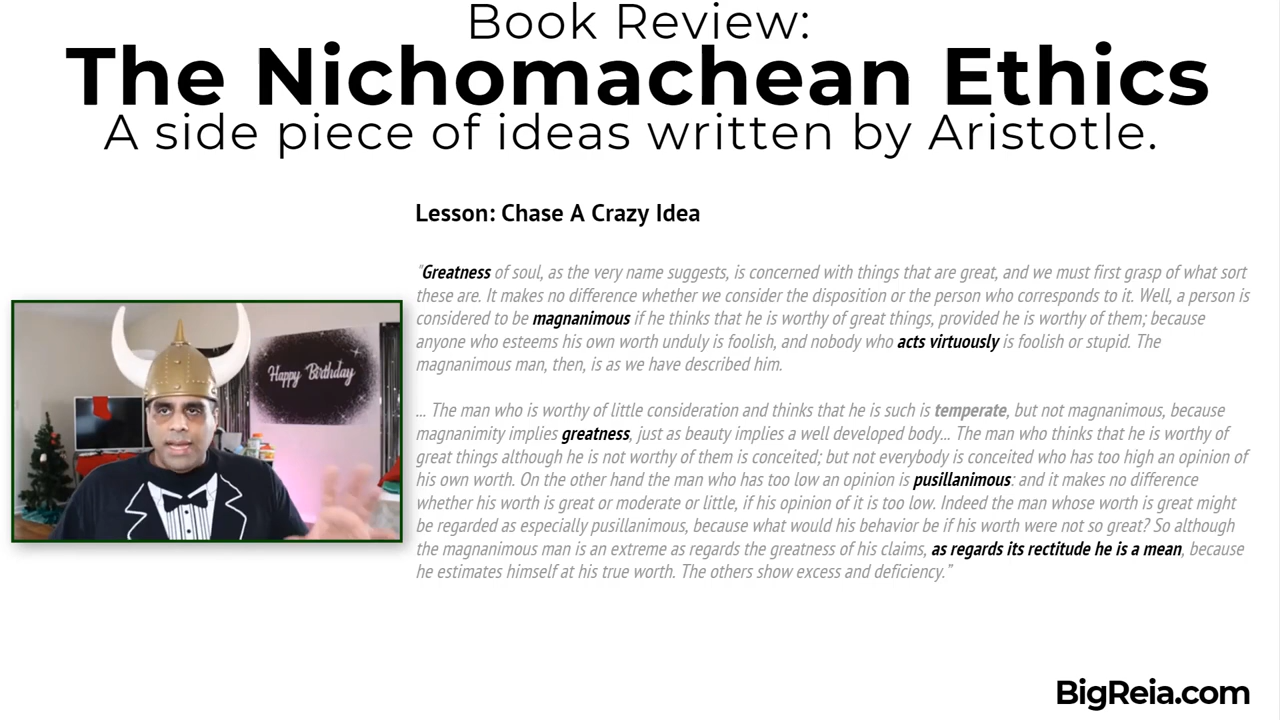 Book Review:
The Nichomachean Ethics
A side piece of ideas written by Aristotle.
Lesson: Chase A Crazy Idea
"Greatness of soul, as the very name suggests, is concerned with things that are great, and we must first grasp of what sort
these are. It makes no difference whether we consider the disposition or the person who corresponds to it. Well, a person is
considered to be magnanimous if he thinks that he is worthy of great things, provided he is worthy of them; because
anyone who esteems his own worth unduly is foolish, and nobody who acts virtuously is foolish or stupid. The
magnanimous man, then, is as we have described him.
... The man who is worthy of little consideration and thinks that he is such is temperate, but not magnanimous, because
magnanimity implies greatness, just as beauty implies a well developed body... The man who thinks that he is worthy of
great things although he is not worthy of them is conceited; but not everybody is conceited who has too high an opinion of
his own worth. On the other hand the man who has too low an opinion is pusillanimous: and it makes no difference
whether his worth is great or moderate or little, if his opinion of it is too low. Indeed the man whose worth is great might
be regarded as especially pusillanimous, because what would his behavior be if his worth were not so great? So although
the magnanimous man is an extreme as regards the greatness of his claims, as regards its rectitude he is a mean, because
he estimates himself at his true worth. The others show excess and deficiency.”
Happy Birthday
BigReia.com